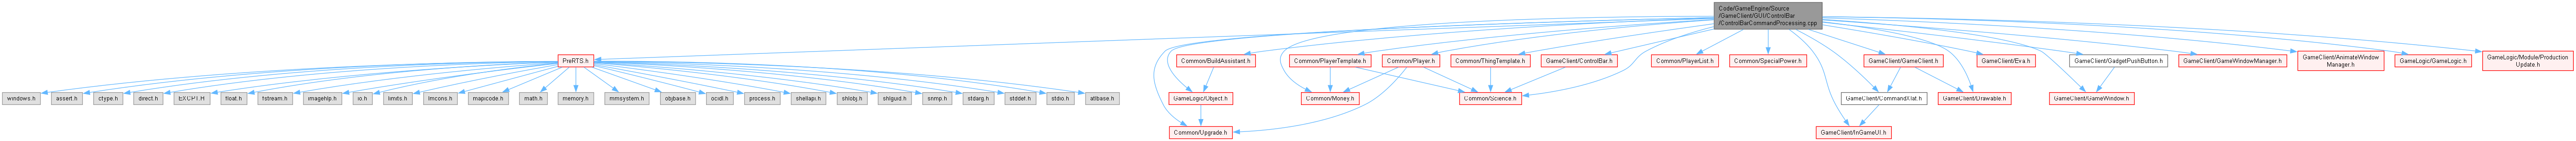 Code/GameEngine/Source
/GameClient/GUI/ControlBar
/ControlBarCommandProcessing.cpp
PreRTS.h
Common/BuildAssistant.h
Common/PlayerTemplate.h
Common/Player.h
Common/ThingTemplate.h
GameClient/ControlBar.h
Common/PlayerList.h
Common/SpecialPower.h
GameClient/GameClient.h
GameClient/Eva.h
GameClient/GadgetPushButton.h
GameClient/GameWindowManager.h
GameClient/AnimateWindow
Manager.h
GameLogic/GameLogic.h
GameLogic/Module/Production
Update.h
windows.h
assert.h
ctype.h
direct.h
EXCPT.H
float.h
fstream.h
imagehlp.h
io.h
limits.h
lmcons.h
mapicode.h
math.h
memory.h
mmsystem.h
objbase.h
ocidl.h
process.h
shellapi.h
shlobj.h
shlguid.h
snmp.h
stdarg.h
stddef.h
stdio.h
atlbase.h
GameLogic/Object.h
Common/Money.h
Common/Science.h
GameClient/CommandXlat.h
GameClient/Drawable.h
GameClient/GameWindow.h
Common/Upgrade.h
GameClient/InGameUI.h